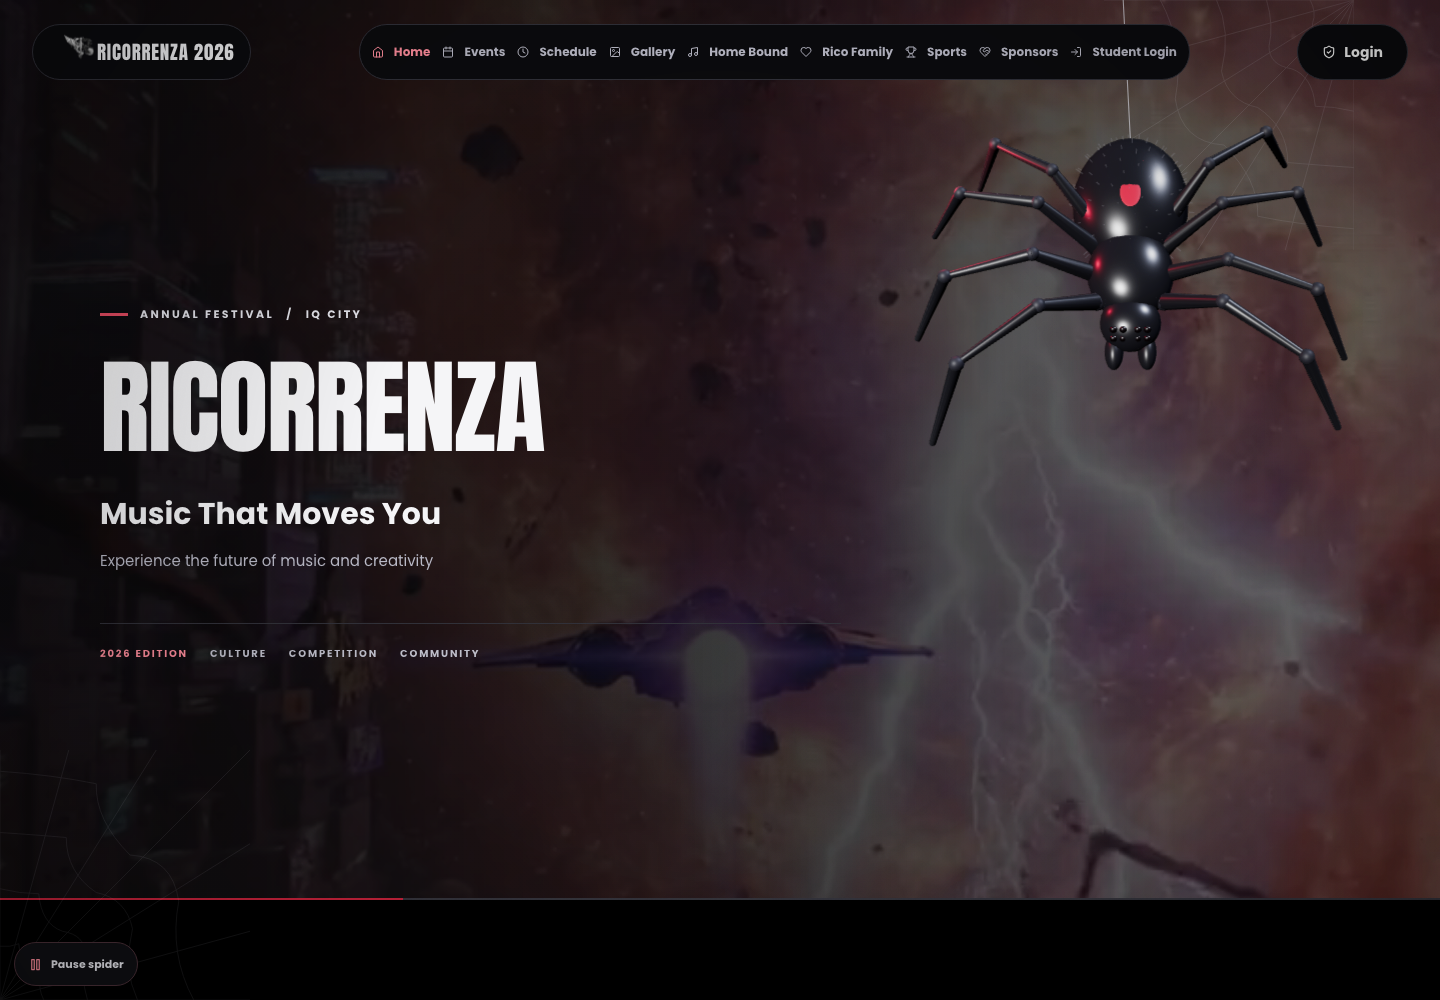 RICORRENZA 2026
Home Events Schedule Gallery Home Bound Rico Family Sports Sponsors Student Login
Login
ANNUAL FESTIVAL / IQ CITY
RICORRENZA
Music That Moves You
Experience the future of music and creativity
2026 EDITION CULTURE COMPETITION COMMUNITY
Pause spider